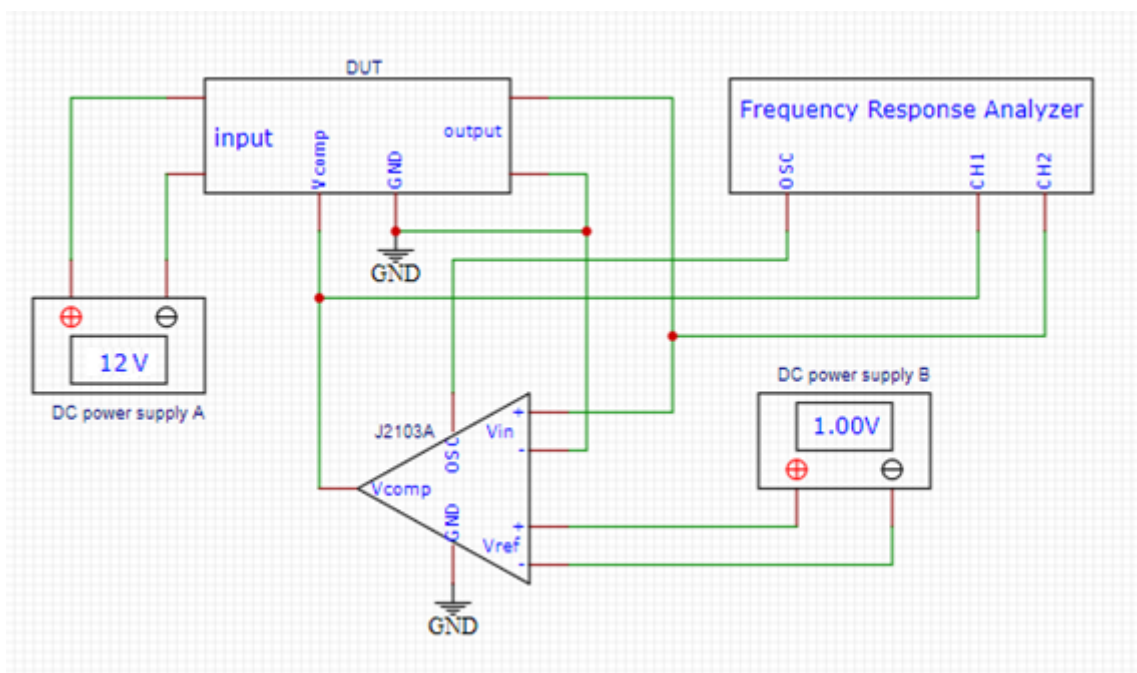 DUT
input
output
Vcomp
GND
GND
Frequency Response Analyzer
OSC
CH1
CH2
12 V
DC power supply A
DC power supply B
1.00V
J2103A
OSC
+
Vin
-
Vcomp
GND
+
Vref
-
GND